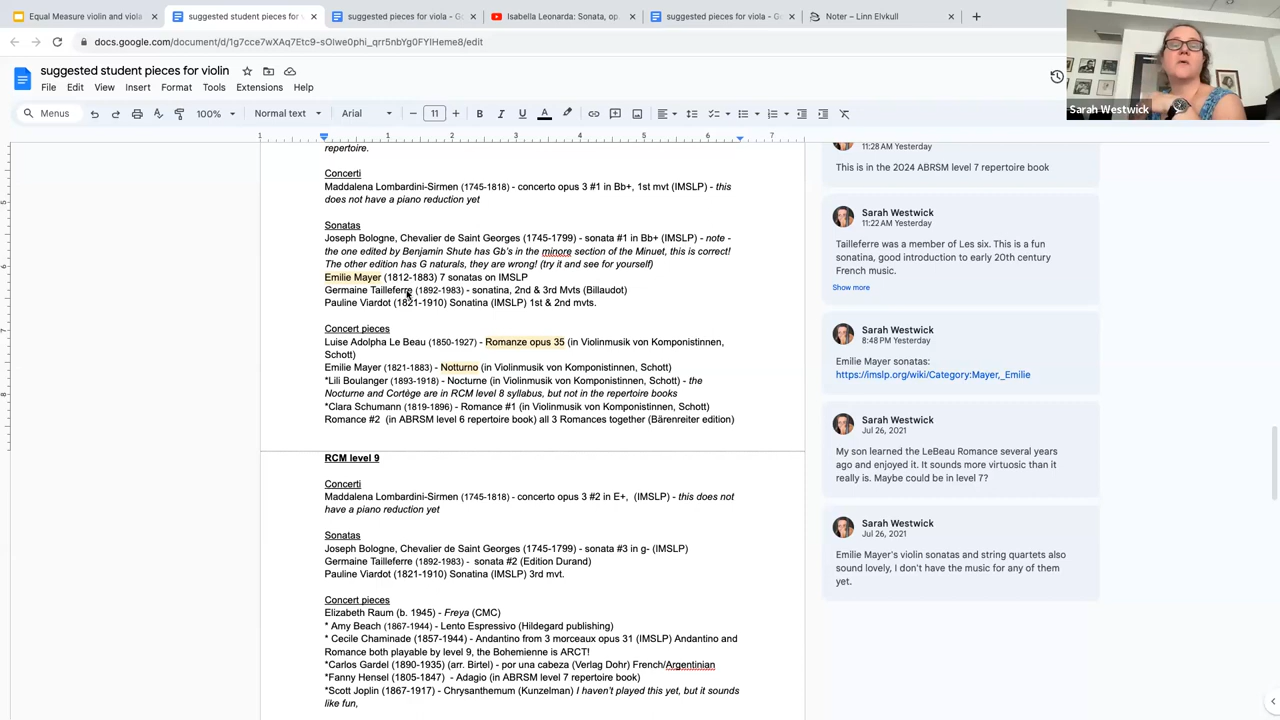 Equal Measure violin and viola
suggested student pieces for v
suggested pieces for viola - G
Isabella Leonarda: Sonata, op
suggested pieces for viola - G
Noter – Linn Elvkull
docs.google.com/document/d/1g7cce7wXAq7Etc9-sOIwe0phi_qrr5nbYg0FYIHeme8/edit
suggested student pieces for violin
File Edit View Insert Format Tools Extensions Help
Menus 100% Normal text Arial 11 B I U A
Sarah Westwick
1 1 2 3 4 5 6 7
5
6
7
8
repertoire.
Concerti
Maddalena Lombardini-Sirmen (1745-1818) - concerto opus 3 #1 in Bb+, 1st mvt (IMSLP) - this
does not have a piano reduction yet
Sonatas
Joseph Bologne, Chevalier de Saint Georges (1745-1799) - sonata #1 in Bb+ (IMSLP) - note -
the one edited by Benjamin Shute has Gb's in the minore section of the Minuet, this is correct!
The other edition has G naturals, they are wrong! (try it and see for yourself)
Emilie Mayer (1812-1883) 7 sonatas on IMSLP
Germaine Tailleferre (1892-1983) - sonatina, 2nd & 3rd Mvts (Billaudot)
Pauline Viardot (1821-1910) Sonatina (IMSLP) 1st & 2nd mvts.
Concert pieces
Luise Adolpha Le Beau (1850-1927) - Romanze opus 35 (in Violinmusik von Komponistinnen,
Schott)
Emilie Mayer (1821-1883) - Notturno (in Violinmusik von Komponistinnen, Schott)
*Lili Boulanger (1893-1918) - Nocturne (in Violinmusik von Komponistinnen, Schott) - the
Nocturne and Cortège are in RCM level 8 syllabus, but not in the repertoire books
*Clara Schumann (1819-1896) - Romance #1 (in Violinmusik von Komponistinnen, Schott)
Romance #2 (in ABRSM level 6 repertoire book) all 3 Romances together (Bärenreiter edition)
RCM level 9
Concerti
Maddalena Lombardini-Sirmen (1745-1818) - concerto opus 3 #2 in E+, (IMSLP) - this does not
have a piano reduction yet
Sonatas
Joseph Bologne, Chevalier de Saint Georges (1745-1799) - sonata #3 in g- (IMSLP)
Germaine Tailleferre (1892-1983) - sonata #2 (Edition Durand)
Pauline Viardot (1821-1910) Sonatina (IMSLP) 3rd mvt.
Concert pieces
Elizabeth Raum (b. 1945) - Freya (CMC)
* Amy Beach (1867-1944) - Lento Espressivo (Hildegard publishing)
* Cecile Chaminade (1857-1944) - Andantino from 3 morceaux opus 31 (IMSLP) Andantino and
Romance both playable by level 9, the Bohemienne is ARCT!
*Carlos Gardel (1890-1935) (arr. Birtel) - por una cabeza (Verlag Dohr) French/Argentinian
*Fanny Hensel (1805-1847) - Adagio (in ABRSM level 7 repertoire book)
*Scott Joplin (1867-1917) - Chrysanthemum (Kunzelman) I haven't played this yet, but it sounds
like fun,
11:28 AM Yesterday
This is in the 2024 ABRSM level 7 repertoire book
Sarah Westwick
11:22 AM Yesterday
Tailleferre was a member of Les six. This is a fun
sonatina, good introduction to early 20th century
French music.
Show more
Sarah Westwick
8:48 PM Yesterday
Emilie Mayer sonatas:
https://imslp.org/wiki/Category:Mayer,_Emilie
Sarah Westwick
Jul 26, 2021
My son learned the LeBeau Romance several years
ago and enjoyed it. It sounds more virtuosic than it
really is. Maybe could be in level 7?
Sarah Westwick
Jul 26, 2021
Emilie Mayer's violin sonatas and string quartets also
sound lovely, I don't have the music for any of them
yet.